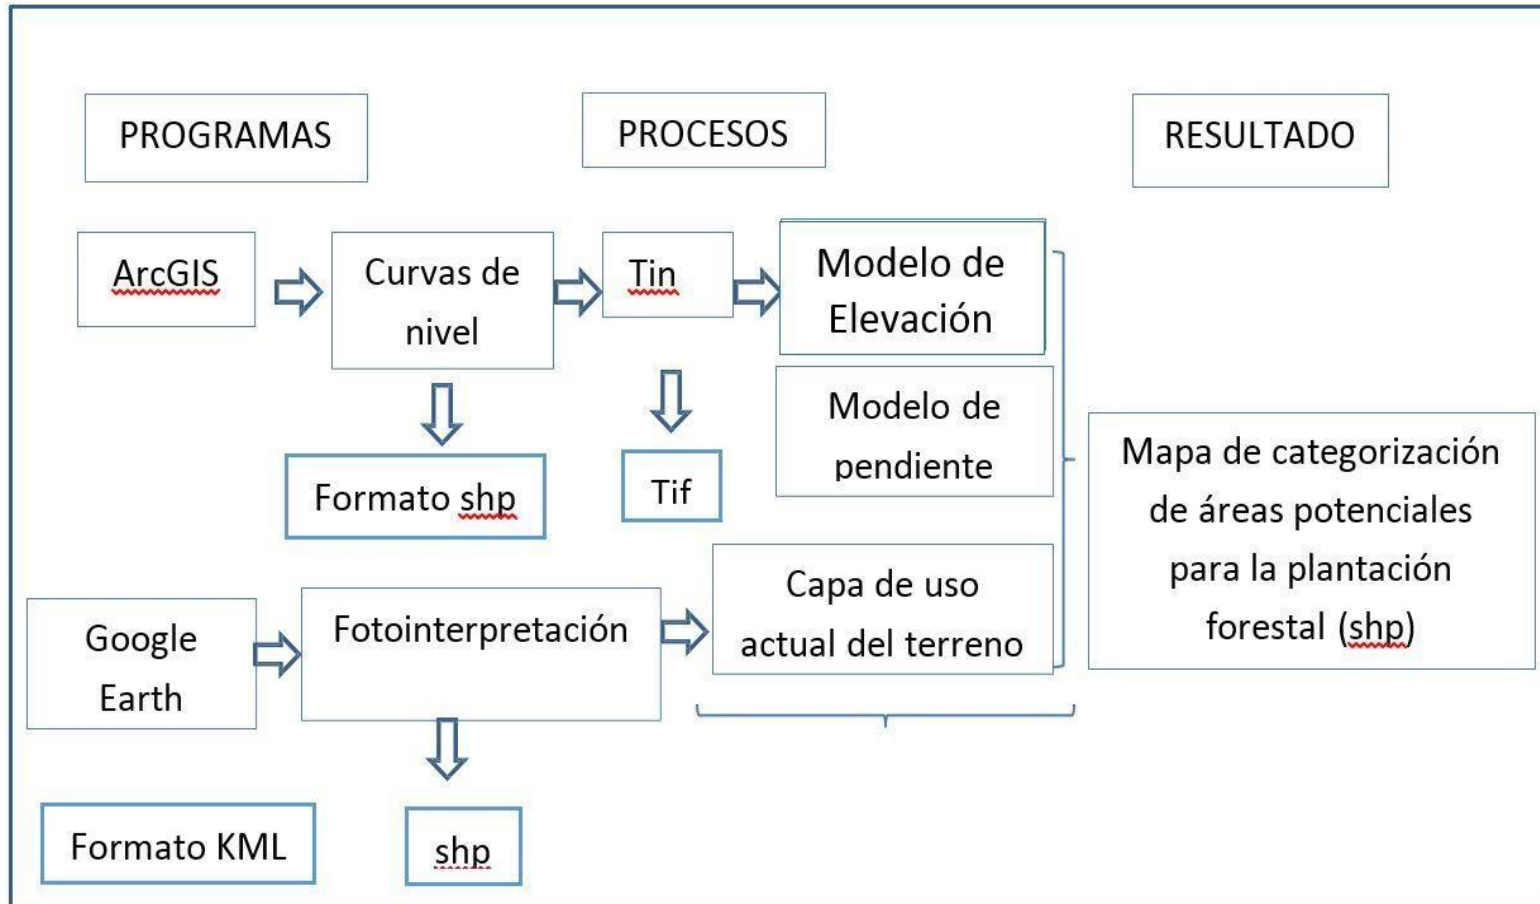 PROGRAMAS
PROCESOS
RESULTADO
ArcGIS
Curvas de
nivel
Tin
Modelo de
Elevación
Modelo de
pendiente
Formato shp
Tif
Mapa de categorización
de áreas potenciales
para la plantación
forestal (shp)
Google
Earth
Fotointerpretación
Capa de uso
actual del terreno
Formato KML
shp